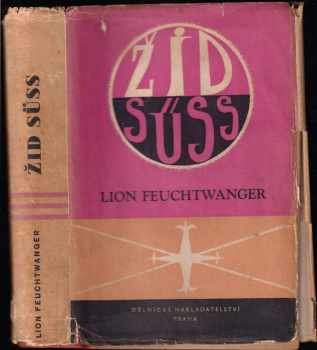 ŽID SÜSS
LION FEUCHTWANGER
ŽID
SÜSS
LION FEUCHTWANGER
DĚLNICKÉ NAKLADATELSTVÍ
PRAHA